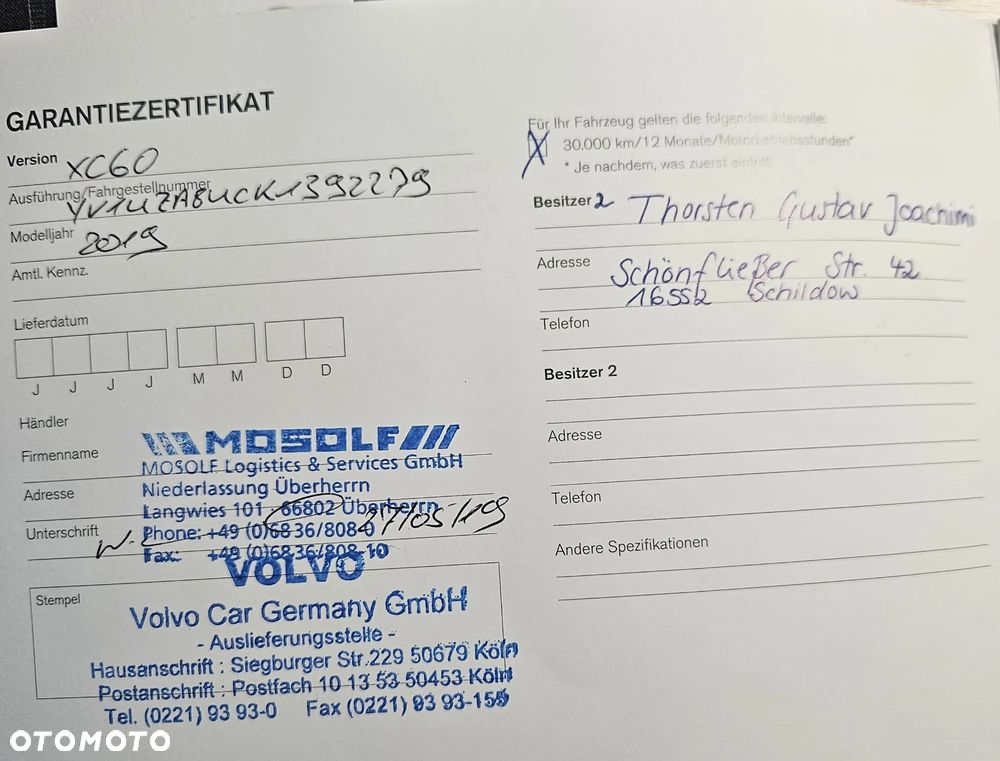 GARANTIEZERTIFIKAT
Version XC60
Ausführung/Fahrgestellnummer
YV1UZA8UCK1392279
Modelljahr 2019
Amtl. Kennz.
Lieferdatum
J J J J M M D D
Händler
Firmenname
Adresse
Unterschrift
MOSOLF
MOSOLF Logistics & Services GmbH
Niederlassung Überherrn
Langwies 101 66802 Überherrn
Phone: +49 (0)6836/808-0
Fax: +49 (0)6836/808-10
27/05/19
Stempel
VOLVO
Volvo Car Germany GmbH
- Auslieferungsstelle -
Hausanschrift : Siegburger Str.229 50679 Köln
Postanschrift : Postfach 10 13 53 50453 Köln
Tel. (0221) 93 93-0 Fax (0221) 93 93-155
Für Ihr Fahrzeug gelten die folgenden Intervalle:
X 30.000 km/12 Monate/Motorbetriebsstunden*
* Je nachdem, was zuerst eintritt
Besitzer 2 Thorsten Gustav Joachimi
Adresse Schönfließer Str. 42
16552 Schildow
Telefon
Besitzer 2
Adresse
Telefon
Andere Spezifikationen
OTOMOTO